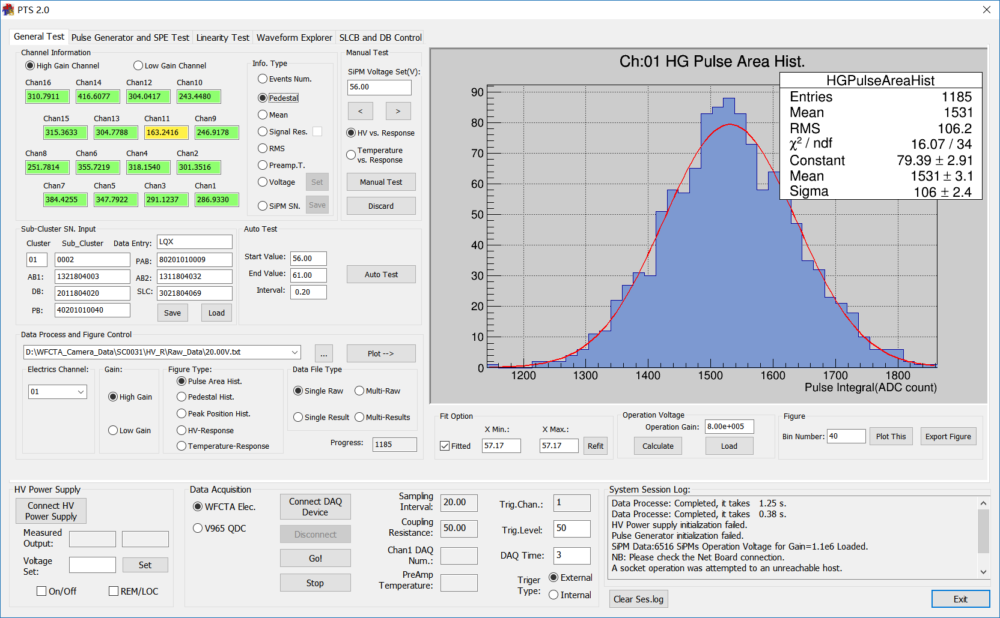 PTS 2.0
General Test
Pulse Generator and SPE Test
Linearity Test
Waveform Explorer
SLCB and DB Control
Channel Information
High Gain Channel
Low Gain Channel
Chan16
Chan14
Chan12
Chan10
310.7911
416.6077
304.0417
243.4480
Chan15
Chan13
Chan11
Chan9
315.3633
304.7788
163.2416
246.9178
Chan8
Chan6
Chan4
Chan2
251.7814
355.7219
318.1540
301.3516
Chan7
Chan5
Chan3
Chan1
384.4255
347.7922
291.1237
286.9330
Info. Type
Events Num.
Pedestal
Mean
Signal Res.
RMS
Preamp.T.
Voltage
Set
SiPM SN.
Save
Manual Test
SiPM Voltage Set(V):
56.00
<
>
HV vs. Response
Temperature
vs. Response
Manual Test
Discard
Sub-Cluster SN. Input
Cluster
Sub_Cluster
Data Entry:
LQX
01
0002
PAB:
80201010009
AB1:
1321804003
AB2:
1311804032
DB:
2011804020
SLC:
3021804069
PB:
40201010040
Save
Load
Auto Test
Start Value:
56.00
End Value:
61.00
Interval:
0.20
Auto Test
Data Process and Figure Control
D:\WFCTA_Camera_Data\SC0031\HV_R\Raw_Data\20.00V.txt
...
Plot -->
Electrics Channel:
01
Gain:
High Gain
Low Gain
Figure Type:
Pulse Area Hist.
Pedestal Hist.
Peak Position Hist.
HV-Response
Temperature-Response
Data File Type
Single Raw
Multi-Raw
Single Result
Multi-Results
Progress:
1185
Ch:01 HG Pulse Area Hist.
HGPulseAreaHist
Entries 1185
Mean 1531
RMS 106.2
χ² / ndf 16.07 / 34
Constant 79.39 ± 2.91
Mean 1531 ± 3.1
Sigma 106 ± 2.4
90
80
70
60
50
40
30
20
10
0
1200
1300
1400
1500
1600
1700
1800
Pulse Integral(ADC count)
Fit Option
X Min.:
X Max.:
Fitted
57.17
57.17
Refit
Operation Voltage
Operation Gain:
8.00e+005
Calculate
Load
Figure
Bin Number:
40
Plot This
Export Figure
HV Power Supply
Connect HV
Power Supply
Measured
Output:
Voltage
Set:
Set
On/Off
REM/LOC
Data Acquisition
WFCTA Elec.
V965 QDC
Connect DAQ
Device
Disconnect
Go!
Stop
Sampling
Interval:
20.00
Coupling
Resistance:
50.00
Chan1 DAQ
Num.:
PreAmp
Temperature:
Trig.Chan.:
1
Trig.Level:
50
DAQ Time:
3
Triger
Type:
External
Internal
System Session Log:
Data Processe: Completed, it takes 1.25 s.
Data Processe: Completed, it takes 0.38 s.
HV Power supply initialization failed.
Pulse Generator initialization failed.
SiPM Data:6516 SiPMs Operation Voltage for Gain=1.1e6 Loaded.
NB: Please check the Net Board connection.
A socket operation was attempted to an unreachable host.
Clear Ses.log
Exit